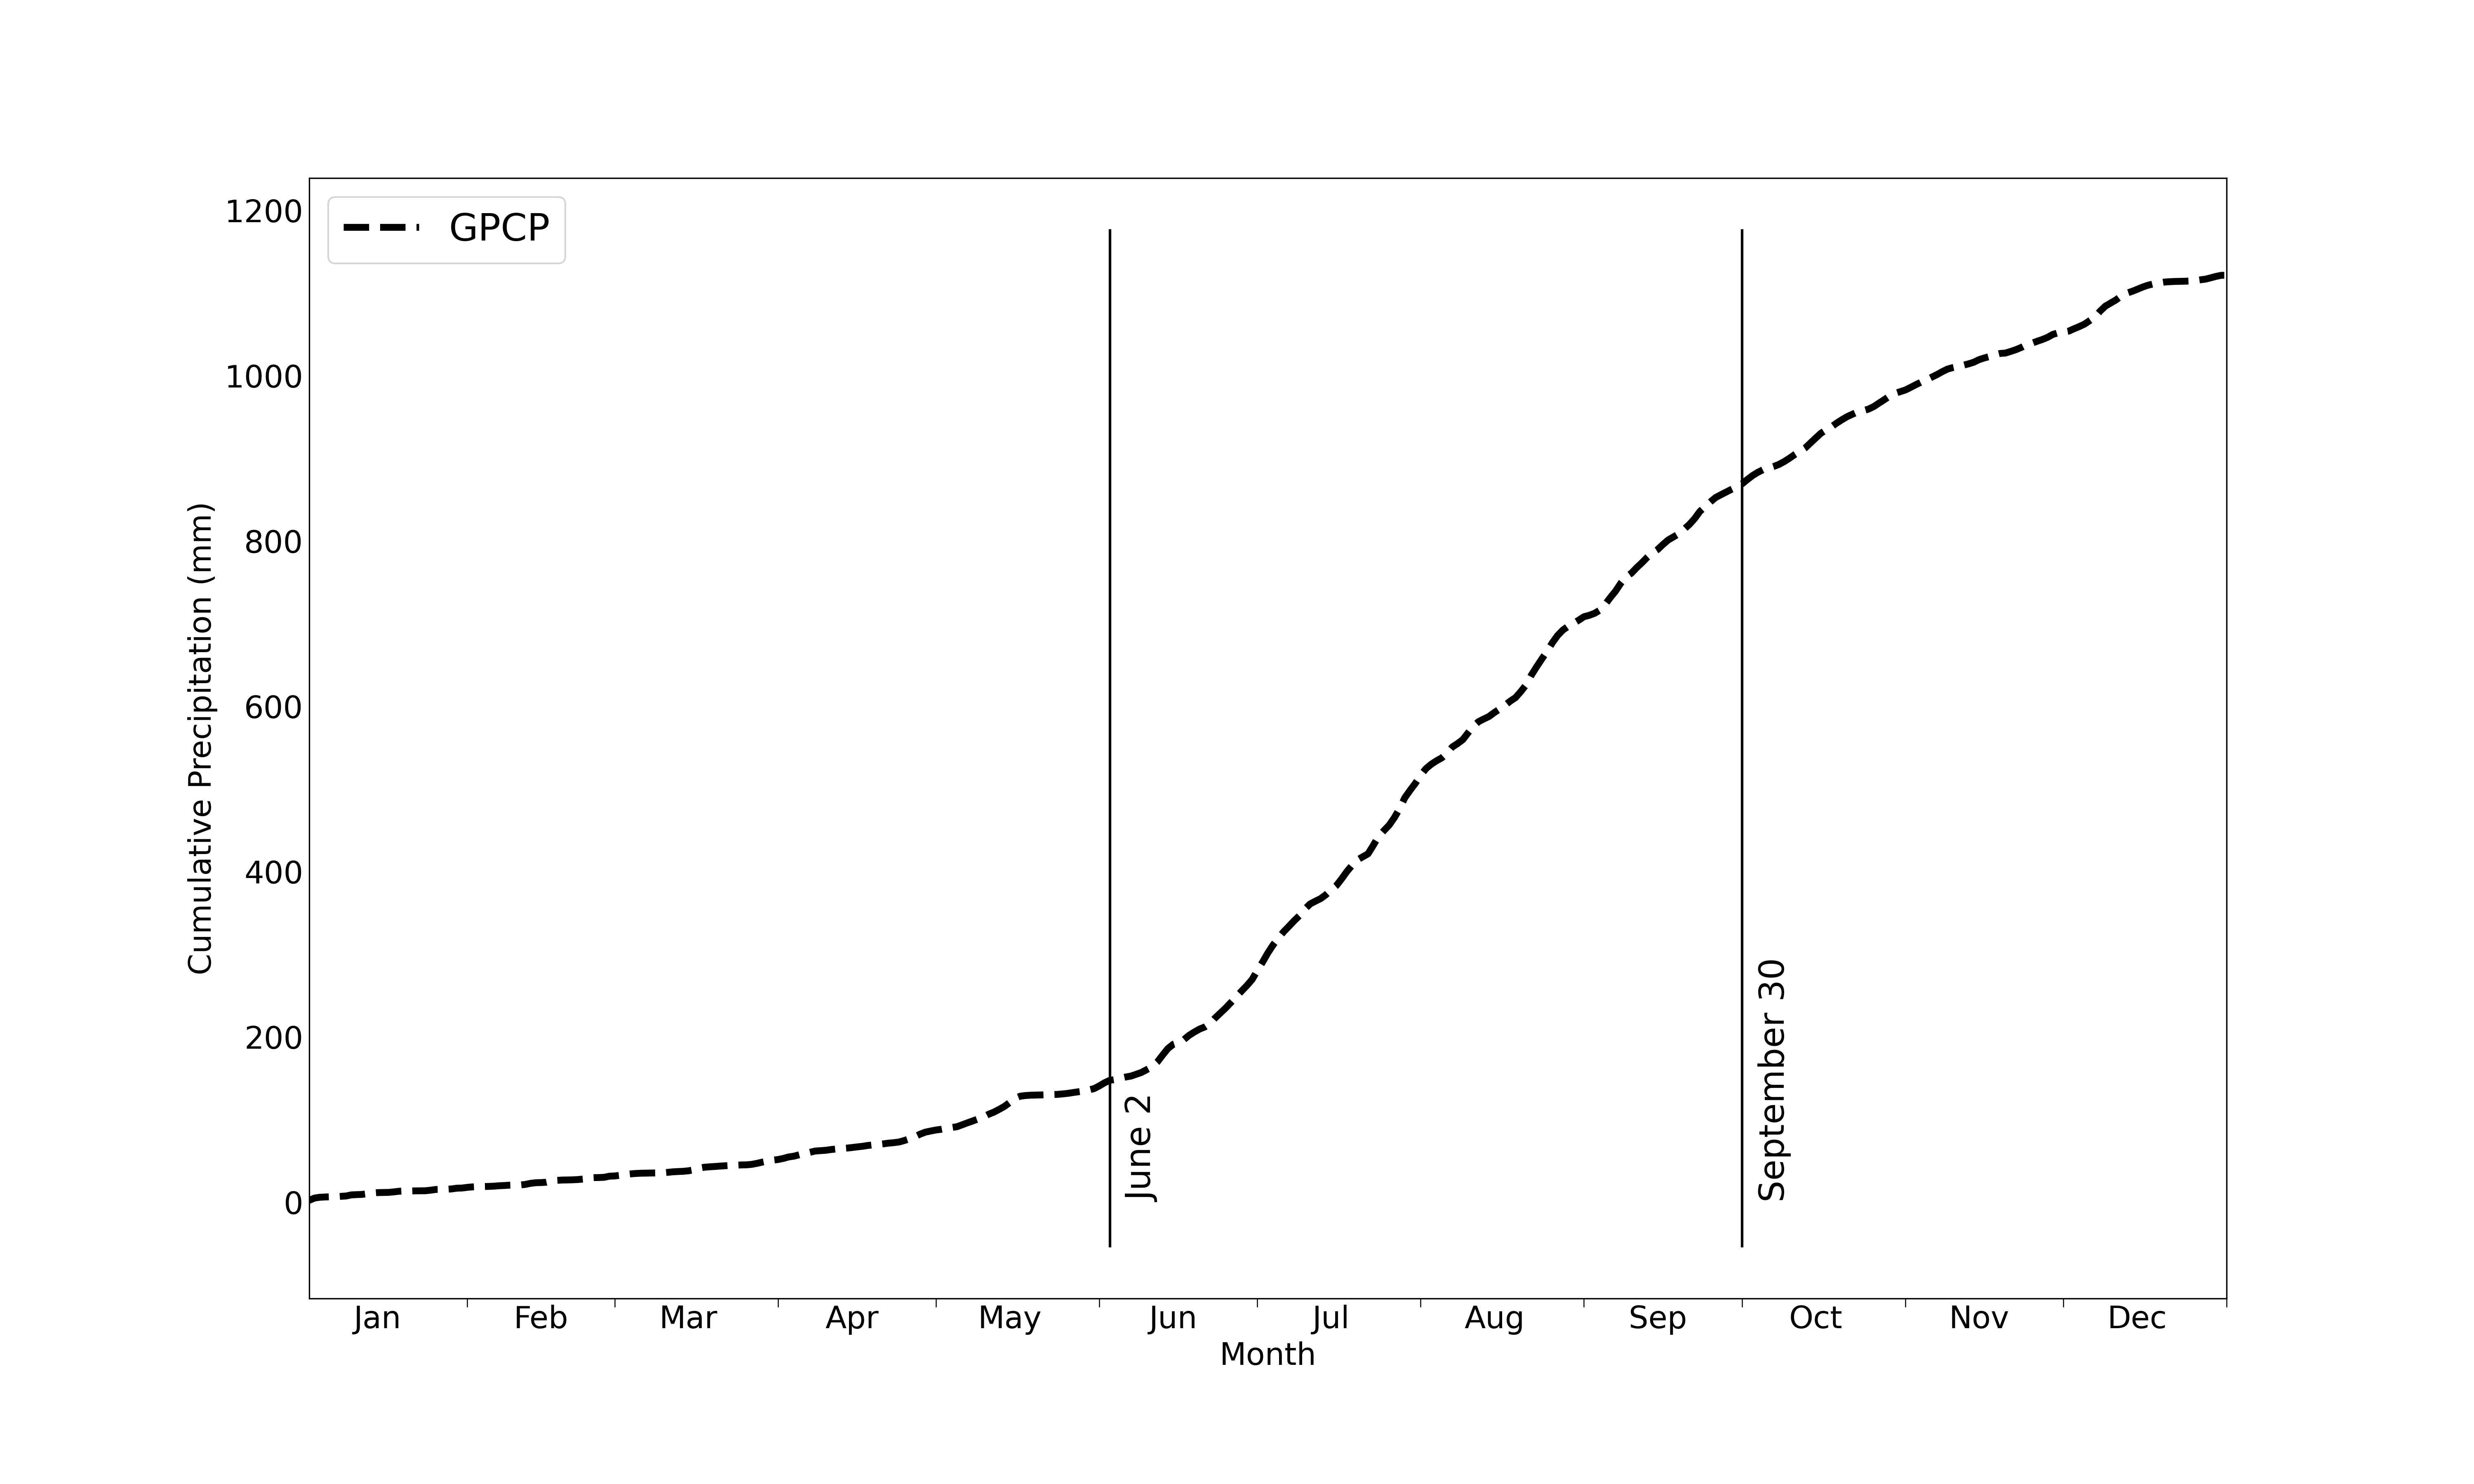 GPCP
1200
1000
800
600
400
200
0
Cumulative Precipitation (mm)
June 2
September 30
Jan Feb Mar Apr May Jun Jul Aug Sep Oct Nov Dec
Month